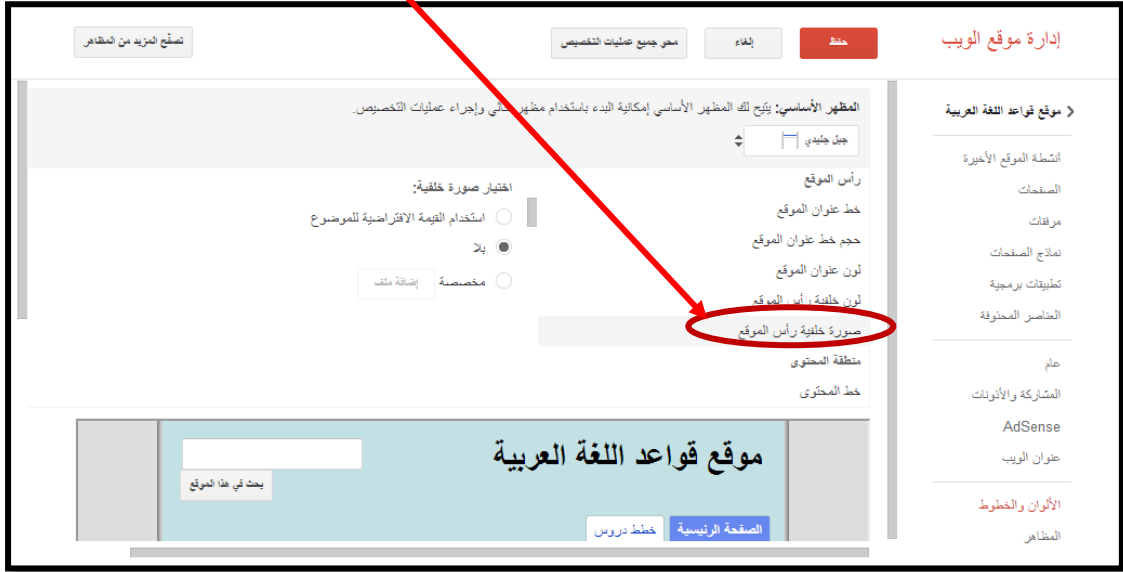 إدارة موقع الويب
حفظ
إلغاء
محو جميع عمليات التخصيص
تصفّح المزيد من المظاهر
موقع قواعد اللغة العربية
أنشطة الموقع الأخيرة
الصفحات
مرفقات
نماذج الصفحات
تطبيقات برمجية
العناصر المحذوفة
عام
المشاركة والأذونات
AdSense
عنوان الويب
الألوان والخطوط
المظاهر
المظهر الأساسي: يتيح لك المظهر الأساسي إمكانية البدء باستخدام مظهر حالي وإجراء عمليات التخصيص.
جبل جليدي
رأس الموقع
خط عنوان الموقع
حجم خط عنوان الموقع
لون عنوان الموقع
لون خلفية رأس الموقع
صورة خلفية رأس الموقع
منطقة المحتوى
خط المحتوى
اختيار صورة خلفية:
استخدام القيمة الافتراضية للموضوع
بلا
مخصصة إضافة ملف
موقع قواعد اللغة العربية
بحث في هذا الموقع
الصفحة الرئيسية خطط دروس